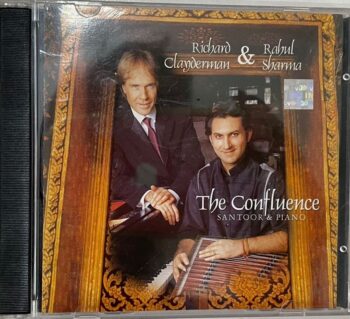 Richard & Rahul
Clayderman Sharma
The Confluence
SANTOOR & PIANO